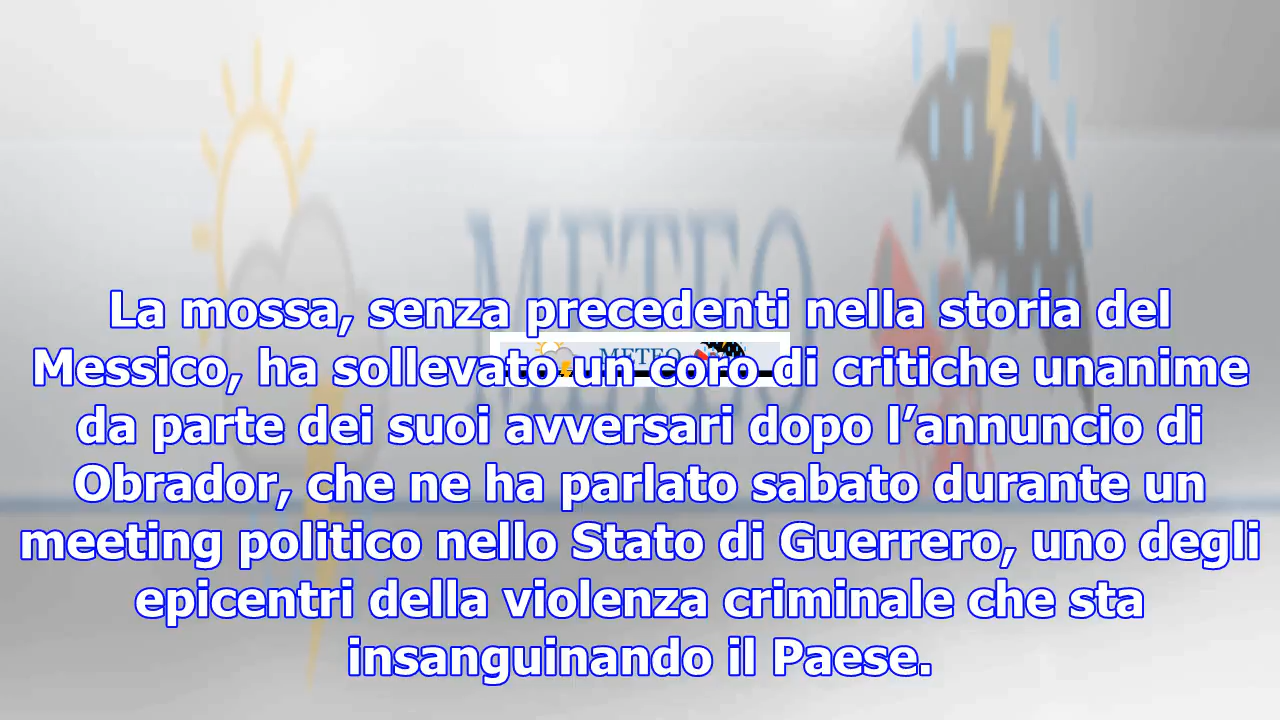 METEO
METEO
La mossa, senza precedenti nella storia del
Messico, ha sollevato un coro di critiche unanime
da parte dei suoi avversari dopo l’annuncio di
Obrador, che ne ha parlato sabato durante un
meeting politico nello Stato di Guerrero, uno degli
epicentri della violenza criminale che sta
insanguinando il Paese.